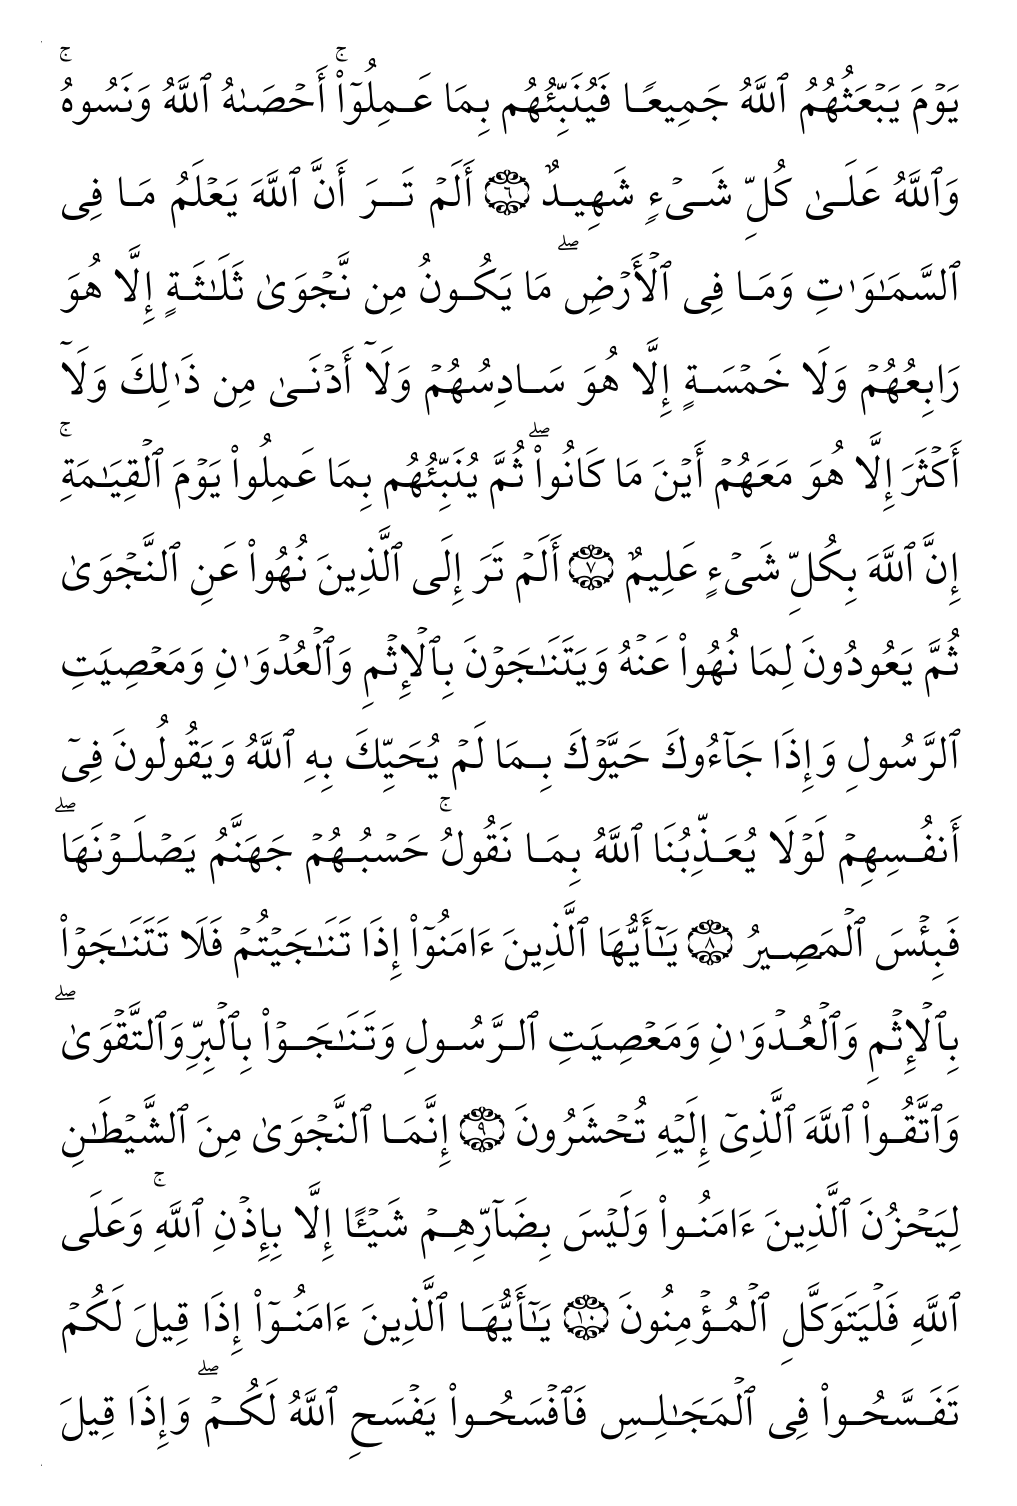 يَوۡمَ يَبۡعَثُهُمُ ٱللَّهُ جَمِيعٗا فَيُنَبِّئُهُم بِمَا عَمِلُوٓاْۚ أَحۡصَىٰهُ ٱللَّهُ وَنَسُوهُۚ
وَٱللَّهُ عَلَىٰ كُلِّ شَيۡءٖ شَهِيدٌ ٦ أَلَمۡ تَرَ أَنَّ ٱللَّهَ يَعۡلَمُ مَا فِي
ٱلسَّمَٰوَٰتِ وَمَا فِي ٱلۡأَرۡضِۖ مَا يَكُونُ مِن نَّجۡوَىٰ ثَلَٰثَةٍ إِلَّا هُوَ
رَابِعُهُمۡ وَلَا خَمۡسَةٍ إِلَّا هُوَ سَادِسُهُمۡ وَلَآ أَدۡنَىٰ مِن ذَٰلِكَ وَلَآ
أَكۡثَرَ إِلَّا هُوَ مَعَهُمۡ أَيۡنَ مَا كَانُواْۖ ثُمَّ يُنَبِّئُهُم بِمَا عَمِلُواْ يَوۡمَ ٱلۡقِيَٰمَةِۚ
إِنَّ ٱللَّهَ بِكُلِّ شَيۡءٍ عَلِيمٌ ٧ أَلَمۡ تَرَ إِلَى ٱلَّذِينَ نُهُواْ عَنِ ٱلنَّجۡوَىٰ
ثُمَّ يَعُودُونَ لِمَا نُهُواْ عَنۡهُ وَيَتَنَٰجَوۡنَ بِٱلۡإِثۡمِ وَٱلۡعُدۡوَٰنِ وَمَعۡصِيَتِ
ٱلرَّسُولِ وَإِذَا جَآءُوكَ حَيَّوۡكَ بِمَا لَمۡ يُحَيِّكَ بِهِ ٱللَّهُ وَيَقُولُونَ فِيٓ
أَنفُسِهِمۡ لَوۡلَا يُعَذِّبُنَا ٱللَّهُ بِمَا نَقُولُۚ حَسۡبُهُمۡ جَهَنَّمُ يَصۡلَوۡنَهَاۖ
فَبِئۡسَ ٱلۡمَصِيرُ ٨ يَٰٓأَيُّهَا ٱلَّذِينَ ءَامَنُوٓاْ إِذَا تَنَٰجَيۡتُمۡ فَلَا تَتَنَٰجَوۡاْ
بِٱلۡإِثۡمِ وَٱلۡعُدۡوَٰنِ وَمَعۡصِيَتِ ٱلرَّسُولِ وَتَنَٰجَوۡاْ بِٱلۡبِرِّ وَٱلتَّقۡوَىٰۖ
وَٱتَّقُواْ ٱللَّهَ ٱلَّذِيٓ إِلَيۡهِ تُحۡشَرُونَ ٩ إِنَّمَا ٱلنَّجۡوَىٰ مِنَ ٱلشَّيۡطَٰنِ
لِيَحۡزُنَ ٱلَّذِينَ ءَامَنُواْ وَلَيۡسَ بِضَآرِّهِمۡ شَيۡـًٔا إِلَّا بِإِذۡنِ ٱللَّهِۚ وَعَلَى
ٱللَّهِ فَلۡيَتَوَكَّلِ ٱلۡمُؤۡمِنُونَ ١٠ يَٰٓأَيُّهَا ٱلَّذِينَ ءَامَنُوٓاْ إِذَا قِيلَ لَكُمۡ
تَفَسَّحُواْ فِي ٱلۡمَجَٰلِسِ فَٱفۡسَحُواْ يَفۡسَحِ ٱللَّهُ لَكُمۡۖ وَإِذَا قِيلَ